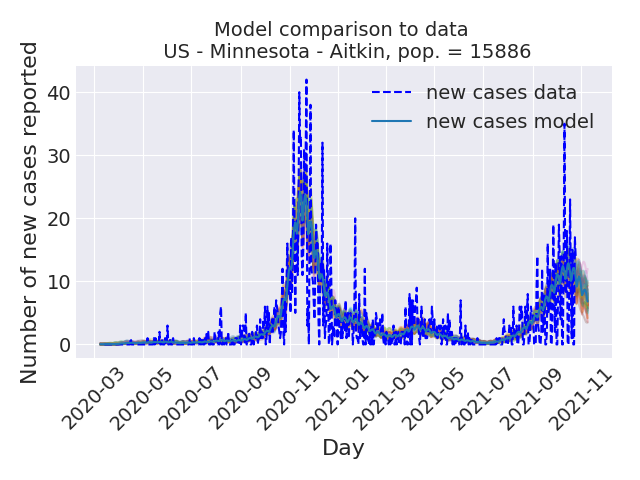 Model comparison to data
US - Minnesota - Aitkin, pop. = 15886
Number of new cases reported
40
30
20
10
0
new cases data
new cases model
2020-03
2020-05
2020-07
2020-09
2020-11
2021-01
2021-03
2021-05
2021-07
2021-09
2021-11
Day